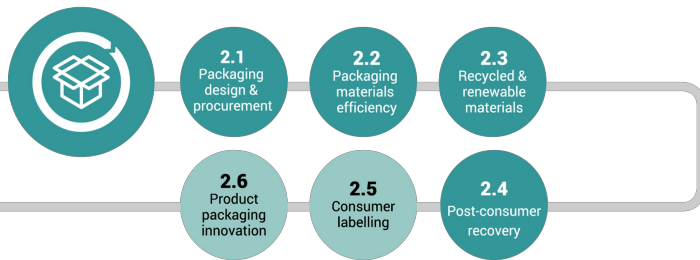 2.1
Packaging
design &
procurement
2.2
Packaging
materials
efficiency
2.3
Recycled &
renewable
materials
2.6
Product
packaging
innovation
2.5
Consumer
labelling
2.4
Post-consumer
recovery